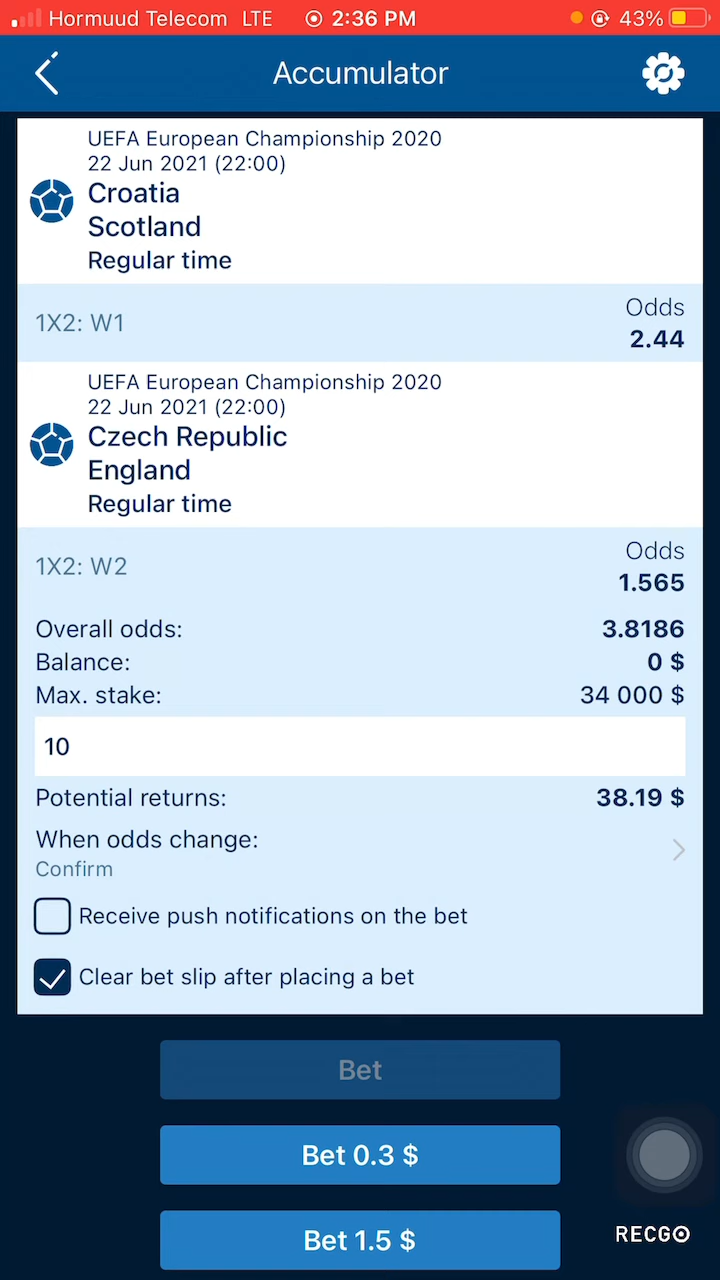 Hormuud Telecom LTE 2:36 PM 43%
Accumulator
UEFA European Championship 2020
22 Jun 2021 (22:00)
Croatia
Scotland
Regular time
1X2: W1
Odds
2.44
UEFA European Championship 2020
22 Jun 2021 (22:00)
Czech Republic
England
Regular time
1X2: W2
Odds
1.565
Overall odds: 3.8186
Balance: 0 $
Max. stake: 34 000 $
10
Potential returns: 38.19 $
When odds change:
Confirm
Receive push notifications on the bet
Clear bet slip after placing a bet
Bet
Bet 0.3 $
Bet 1.5 $
RECGO